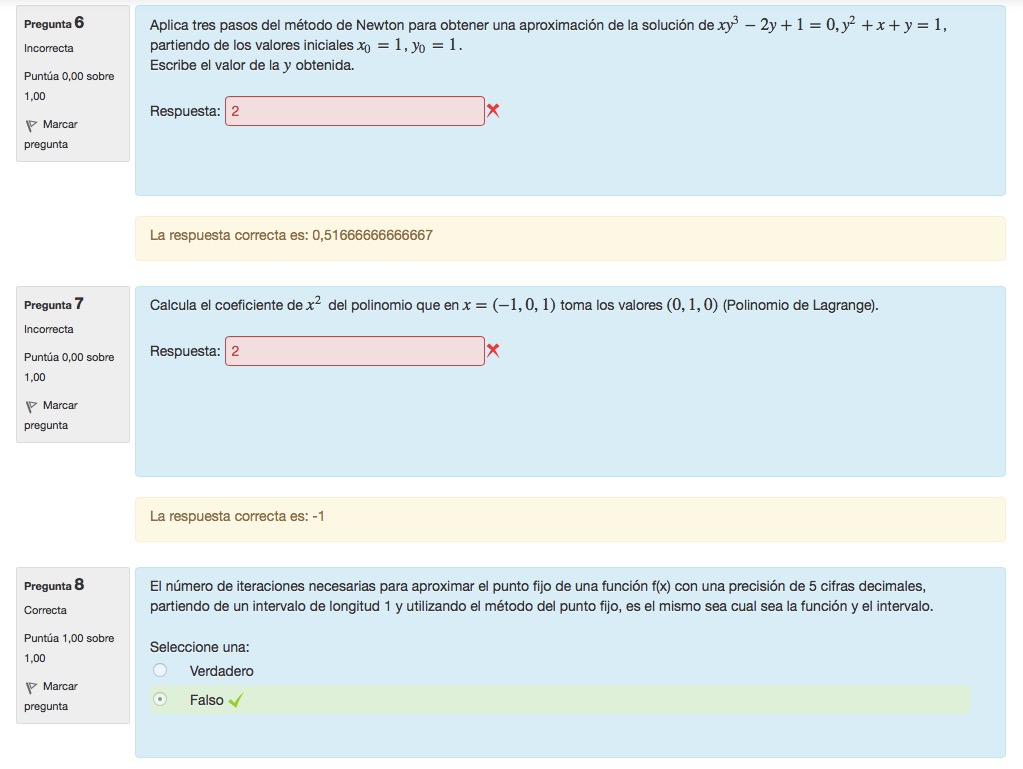 Pregunta 6
Incorrecta
Puntúa 0,00 sobre
1,00
Marcar
pregunta
Aplica tres pasos del método de Newton para obtener una aproximación de la solución de xy³ − 2y + 1 = 0, y² + x + y = 1,
partiendo de los valores iniciales x₀ = 1, y₀ = 1.
Escribe el valor de la y obtenida.
Respuesta: 2
La respuesta correcta es: 0,51666666666667
Pregunta 7
Incorrecta
Puntúa 0,00 sobre
1,00
Marcar
pregunta
Calcula el coeficiente de x² del polinomio que en x = (−1, 0, 1) toma los valores (0, 1, 0) (Polinomio de Lagrange).
Respuesta: 2
La respuesta correcta es: -1
Pregunta 8
Correcta
Puntúa 1,00 sobre
1,00
Marcar
pregunta
El número de iteraciones necesarias para aproximar el punto fijo de una función f(x) con una precisión de 5 cifras decimales,
partiendo de un intervalo de longitud 1 y utilizando el método del punto fijo, es el mismo sea cual sea la función y el intervalo.
Seleccione una:
Verdadero
Falso